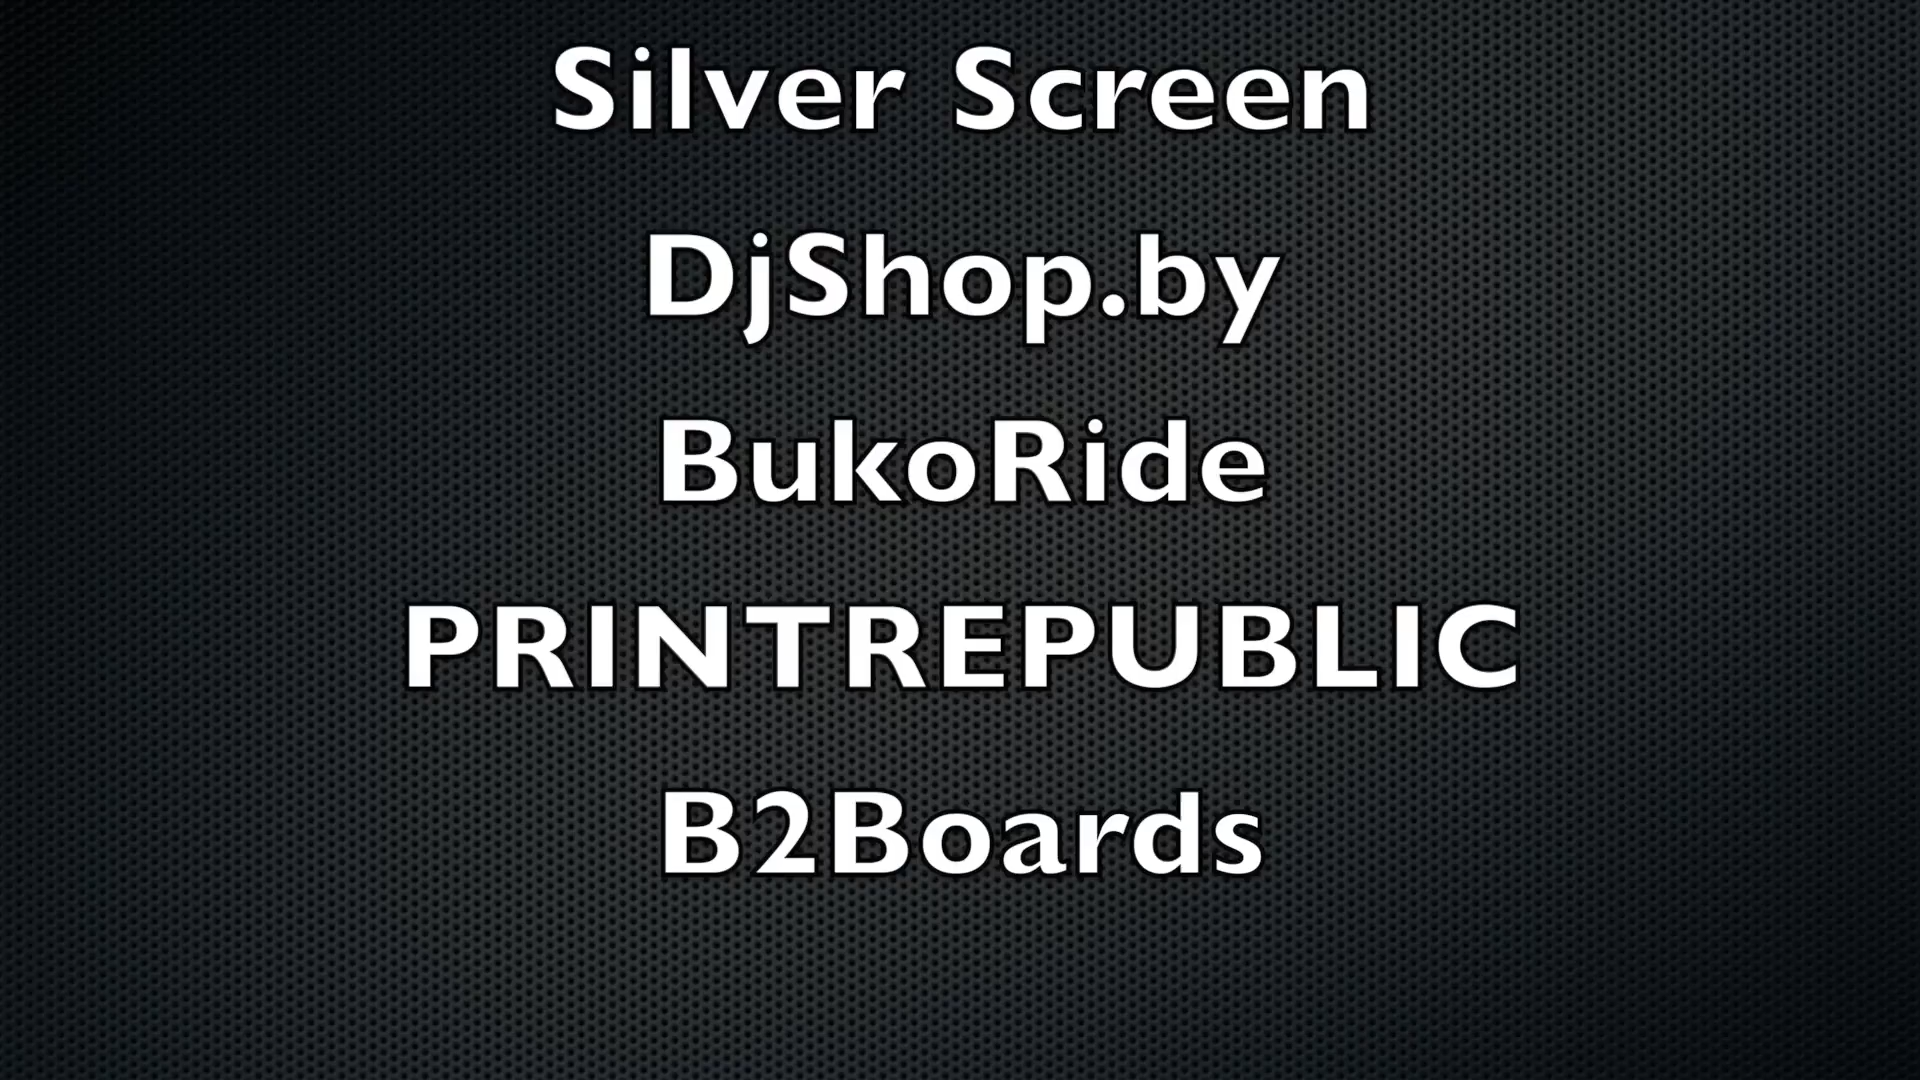 Silver Screen
DjShop.by
BukoRide
PRINTREPUBLIC
B2Boards